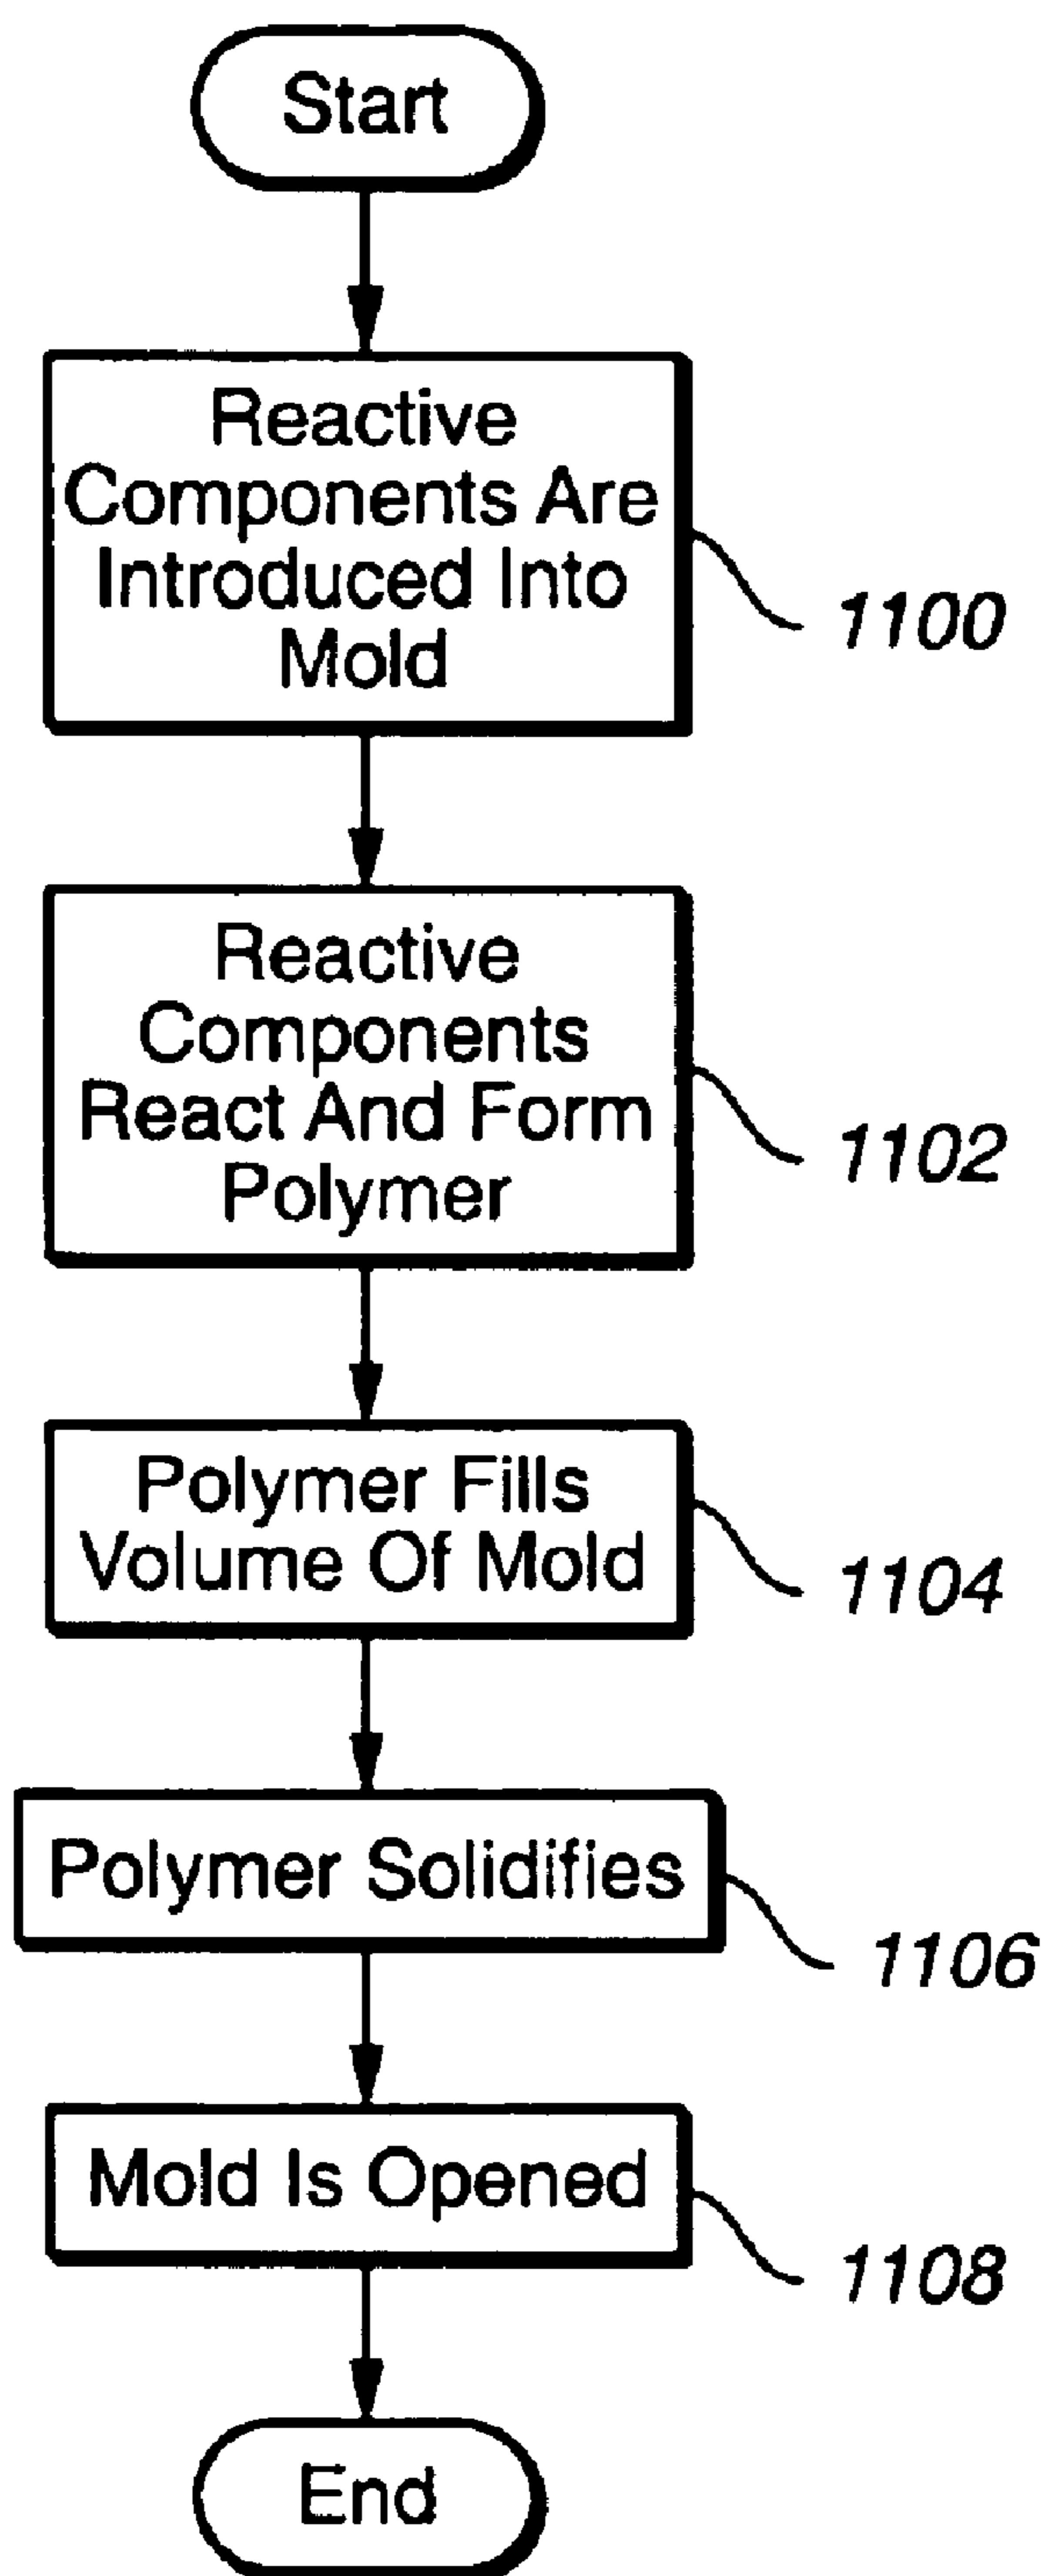 Start
Reactive
Components Are
Introduced Into
Mold
1100
Reactive
Components
React And Form
Polymer
1102
Polymer Fills
Volume Of Mold
1104
Polymer Solidifies
1106
Mold Is Opened
1108
End